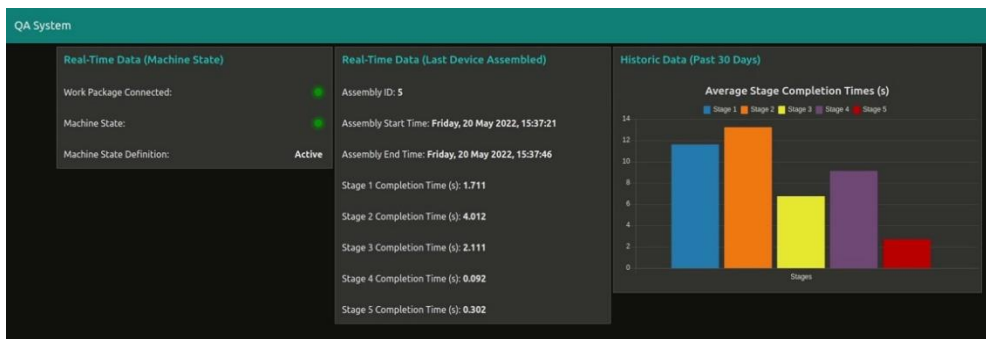 QA System
Real-Time Data (Machine State)
Work Package Connected:
Machine State:
Machine State Definition: Active
Real-Time Data (Last Device Assembled)
Assembly ID: 5
Assembly Start Time: Friday, 20 May 2022, 15:37:21
Assembly End Time: Friday, 20 May 2022, 15:37:46
Stage 1 Completion Time (s): 1.711
Stage 2 Completion Time (s): 4.012
Stage 3 Completion Time (s): 2.111
Stage 4 Completion Time (s): 0.092
Stage 5 Completion Time (s): 0.302
Historic Data (Past 30 Days)
Average Stage Completion Times (s)
Stage 1 Stage 2 Stage 3 Stage 4 Stage 5
14
12
10
8
6
4
2
0
Stages